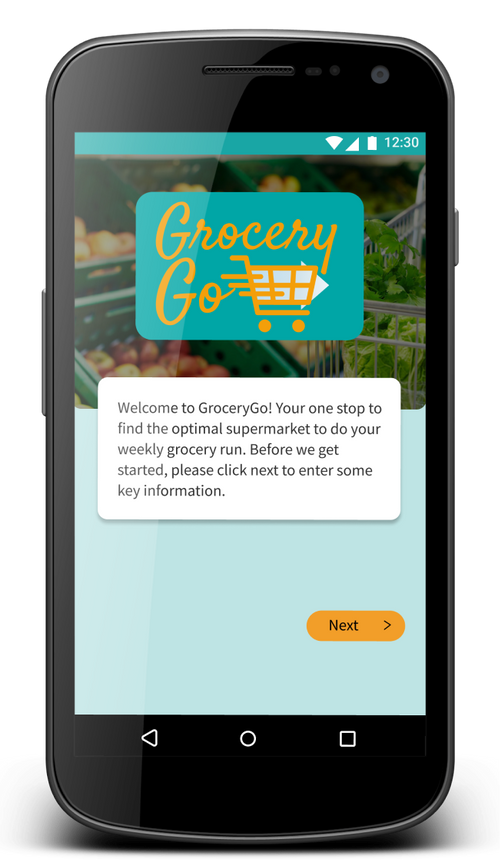 12:30
Grocery
Go
Welcome to GroceryGo! Your one stop to
find the optimal supermarket to do your
weekly grocery run. Before we get
started, please click next to enter some
key information.
Next >